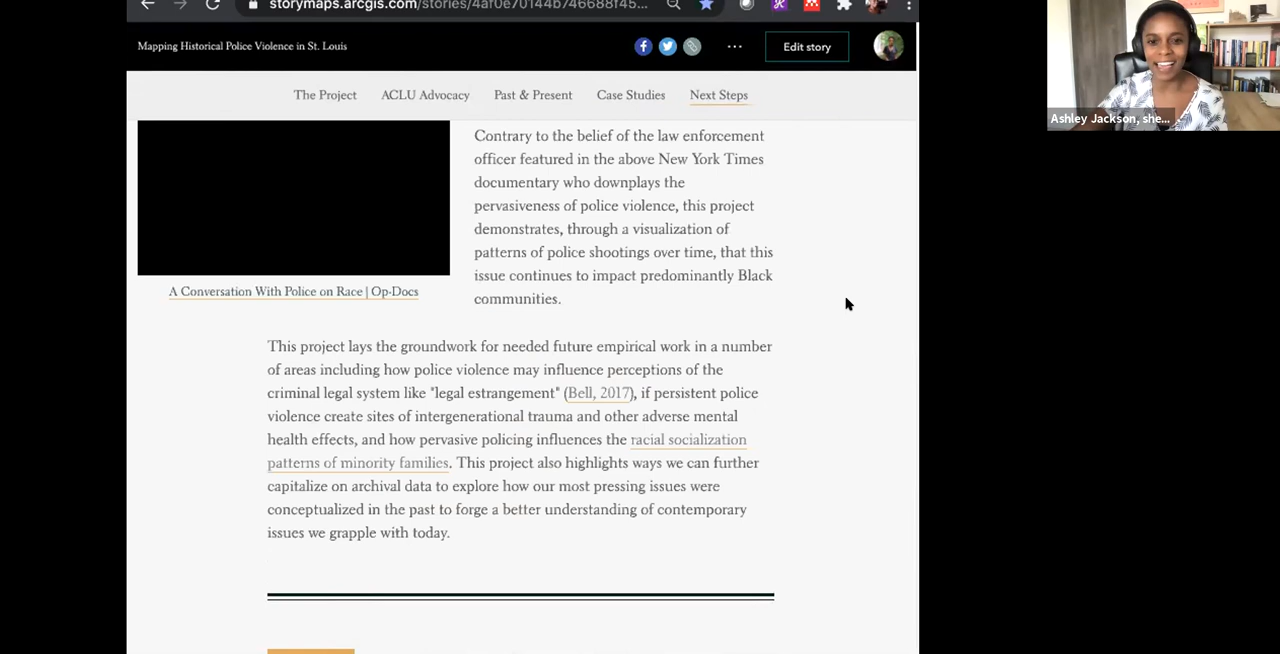 storymaps.arcgis.com/stories/4af0e70144b746688f45...
Mapping Historical Police Violence in St. Louis
Edit story
The Project
ACLU Advocacy
Past & Present
Case Studies
Next Steps
Ashley Jackson, she...
Contrary to the belief of the law enforcement
officer featured in the above New York Times
documentary who downplays the
pervasiveness of police violence, this project
demonstrates, through a visualization of
patterns of police shootings over time, that this
issue continues to impact predominantly Black
communities.
A Conversation With Police on Race | Op-Docs
This project lays the groundwork for needed future empirical work in a number
of areas including how police violence may influence perceptions of the
criminal legal system like "legal estrangement" (Bell, 2017), if persistent police
violence create sites of intergenerational trauma and other adverse mental
health effects, and how pervasive policing influences the racial socialization
patterns of minority families. This project also highlights ways we can further
capitalize on archival data to explore how our most pressing issues were
conceptualized in the past to forge a better understanding of contemporary
issues we grapple with today.